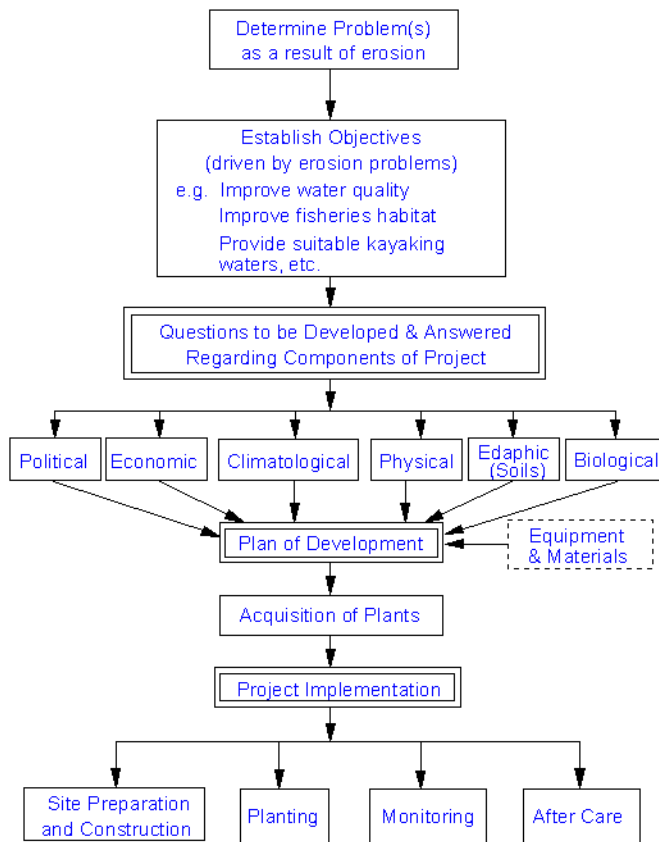 Determine Problem(s)
as a result of erosion
Establish Objectives
(driven by erosion problems)
e.g. Improve water quality
Improve fisheries habitat
Provide suitable kayaking
waters, etc.
Questions to be Developed & Answered
Regarding Components of Project
Political
Economic
Climatological
Physical
Edaphic
(Soils)
Biological
Plan of Development
Equipment
& Materials
Acquisition of Plants
Project Implementation
Site Preparation
and Construction
Planting
Monitoring
After Care